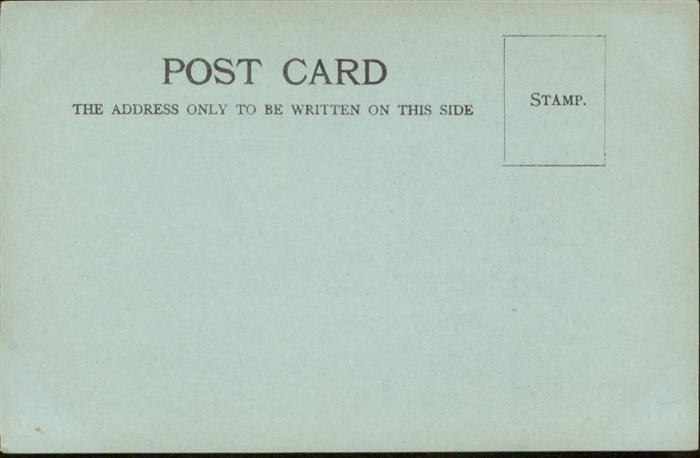 POST CARD
THE ADDRESS ONLY TO BE WRITTEN ON THIS SIDE
STAMP.